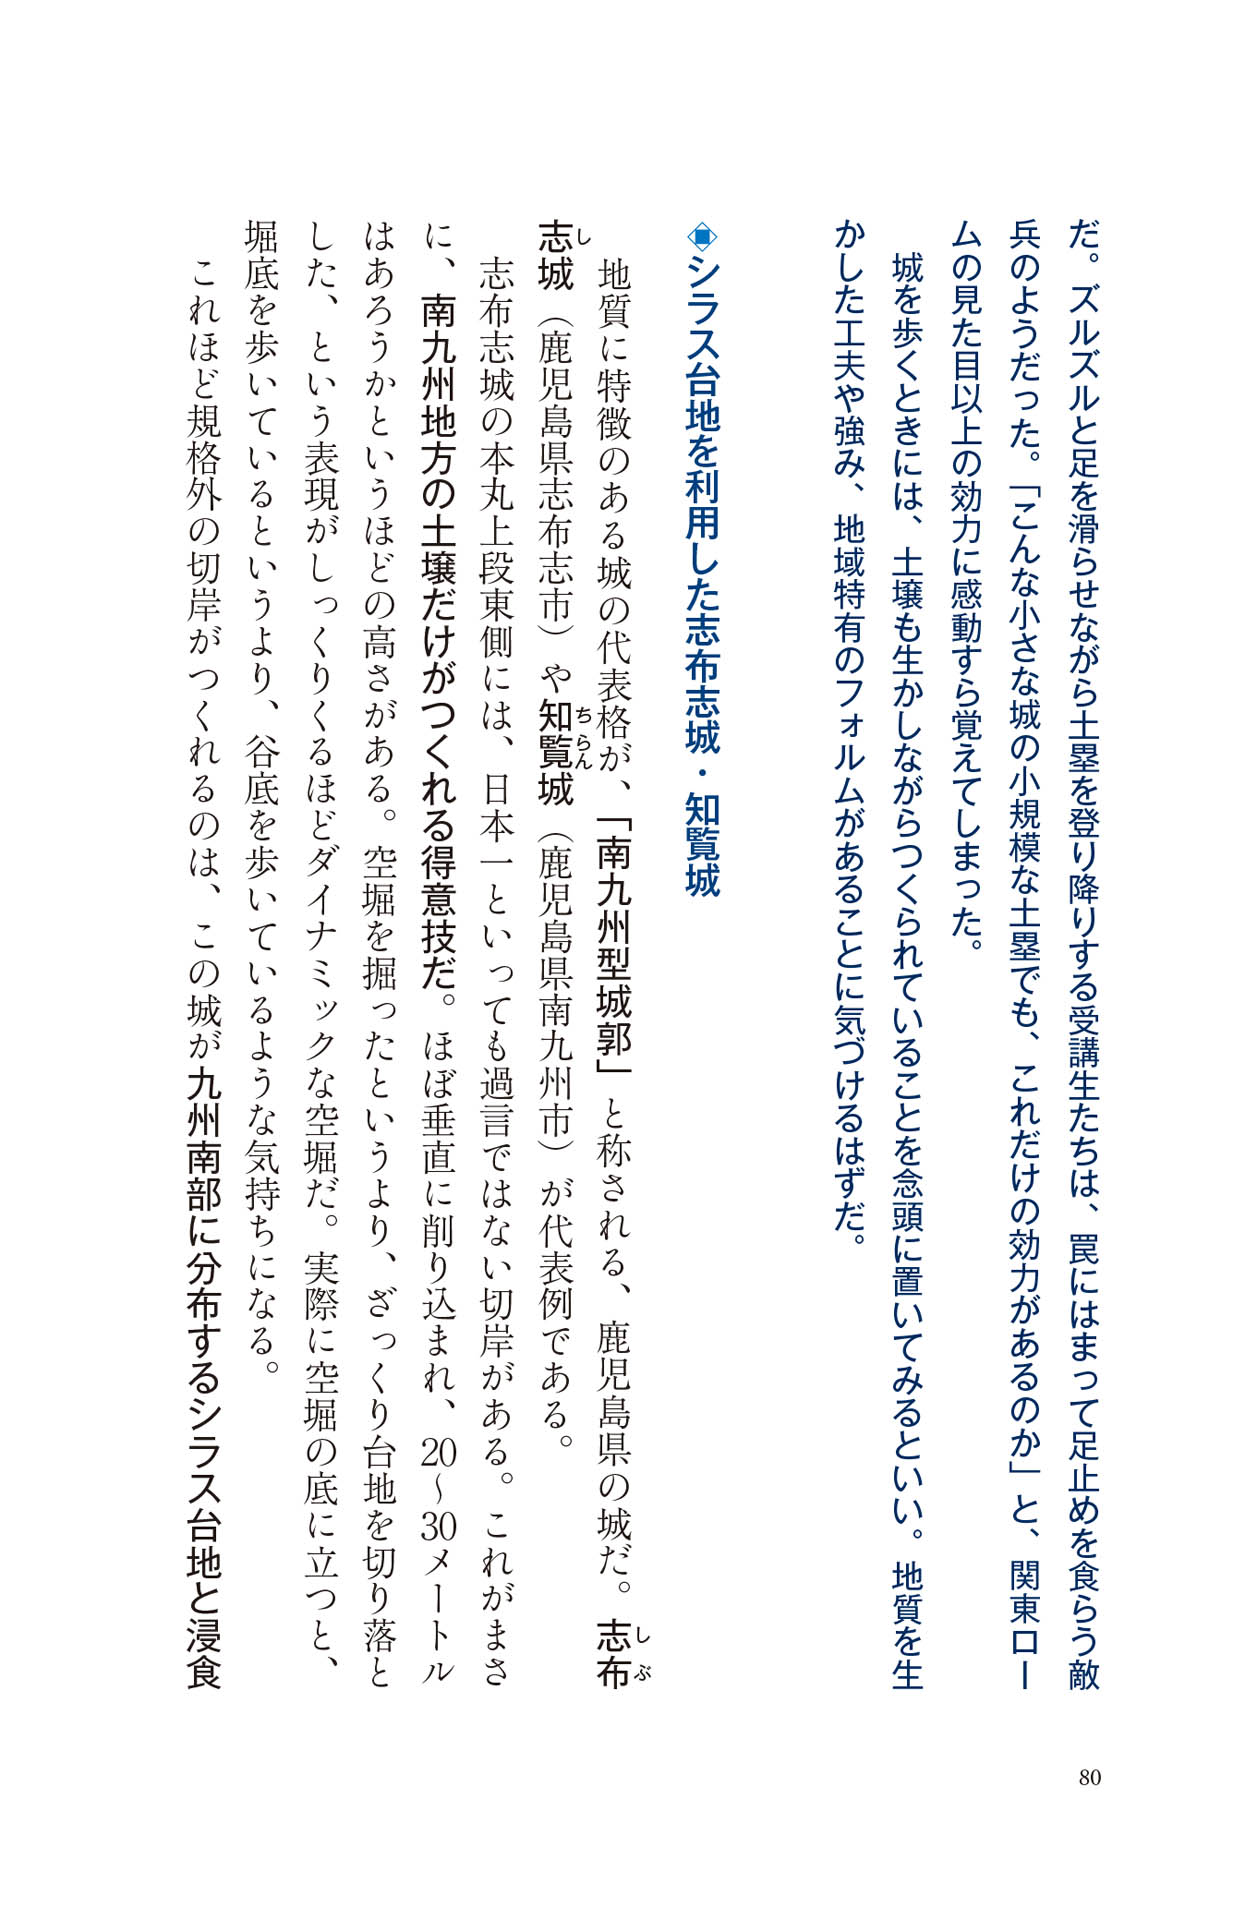 だ。ズルズルと足を滑らせながら土塁を登り降りする受講生たちは、罠にはまって足止めを食らう敵
兵のようだった。「こんな小さな城の小規模な土塁でも、これだけの効力があるのか」と、関東ロー
ムの見た目以上の効力に感動すら覚えてしまった。
城を歩くときには、土壌も生かしながらつくられていることを念頭に置いてみるといい。地質を生
かした工夫や強み、地域特有のフォルムがあることに気づけるはずだ。
◈シラス台地を利用した志布志城・知覧城
地質に特徴のある城の代表格が、「南九州型城郭」と称される、鹿児島県の城だ。志布
しぶ
志城（鹿児島県志布志市）や知覧城（鹿児島県南九州市）が代表例である。
し ちらん
志布志城の本丸上段東側には、日本一といっても過言ではない切岸がある。これがまさ
に、南九州地方の土壌だけがつくれる得意技だ。ほぼ垂直に削り込まれ、20〜30メートル
はあろうかというほどの高さがある。空堀を掘ったというより、ざっくり台地を切り落と
した、という表現がしっくりくるほどダイナミックな空堀だ。実際に空堀の底に立つと、
堀底を歩いているというより、谷底を歩いているような気持ちになる。
これほど規格外の切岸がつくれるのは、この城が九州南部に分布するシラス台地と浸食
80